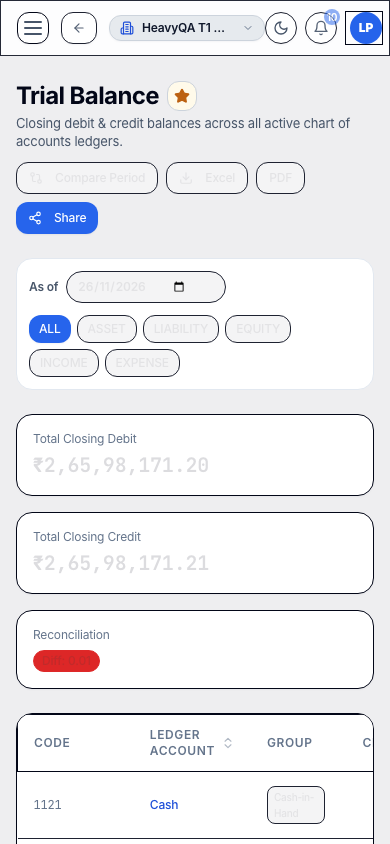 HeavyQA T1 ...
LP
Trial Balance
Closing debit & credit balances across all active chart of
accounts ledgers.
Compare Period
Excel
PDF
Share
As of
26/11/2026
ALL
ASSET
LIABILITY
EQUITY
INCOME
EXPENSE
Total Closing Debit
₹2,65,98,171.20
Total Closing Credit
₹2,65,98,171.21
Reconciliation
CODE
LEDGER
ACCOUNT
GROUP
C
1121
Cash
Cash-in-
Hand